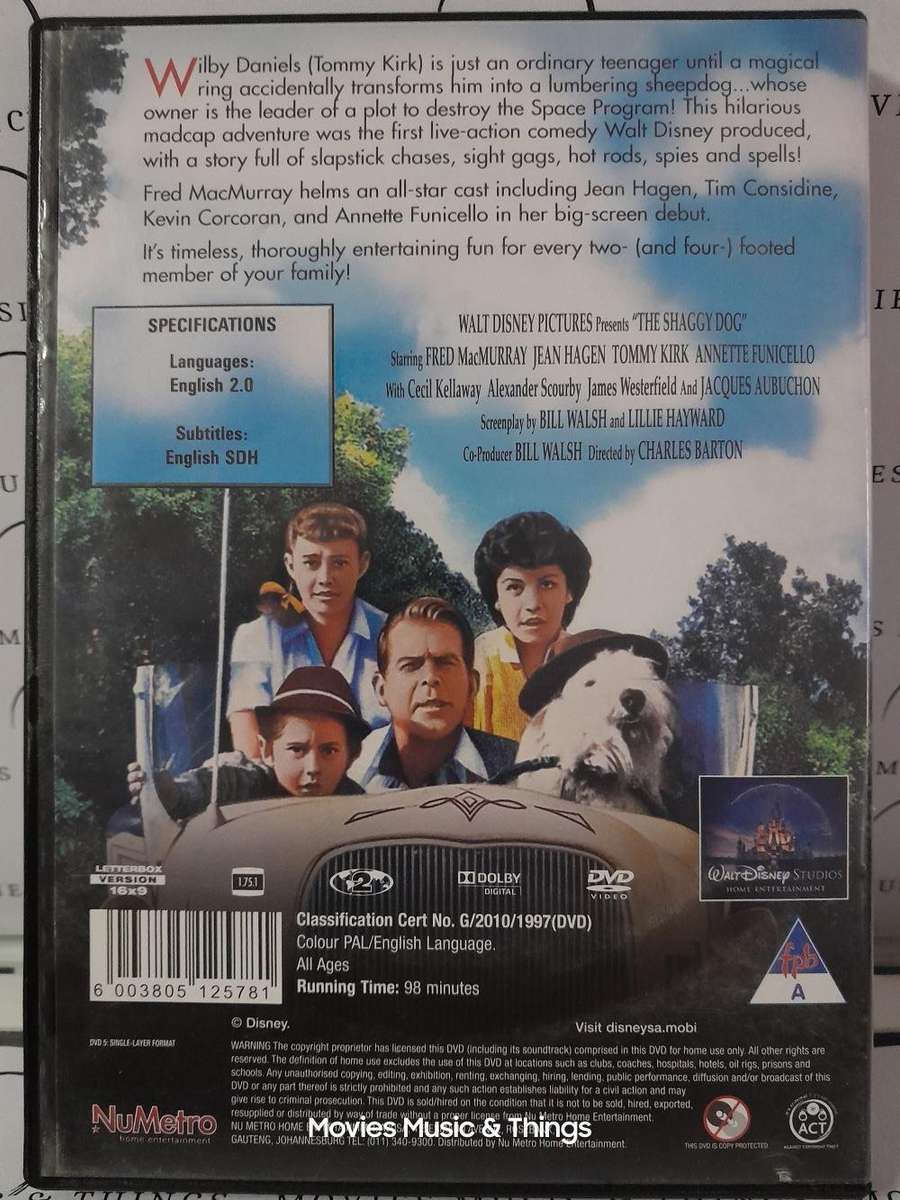 Wilby Daniels (Tommy Kirk) is just an ordinary teenager until a magical
ring accidentally transforms him into a lumbering sheepdog...whose
owner is the leader of a plot to destroy the Space Program! This hilarious
madcap adventure was the first live-action comedy Walt Disney produced,
with a story full of slapstick chases, sight gags, hot rods, spies and spells!
Fred MacMurray helms an all-star cast including Jean Hagen, Tim Considine,
Kevin Corcoran, and Annette Funicello in her big-screen debut.
It's timeless, thoroughly entertaining fun for every two- (and four-) footed
member of your family!
SPECIFICATIONS
Languages:
English 2.0
Subtitles:
English SDH
WALT DISNEY PICTURES Presents "THE SHAGGY DOG"
Starring FRED MacMURRAY JEAN HAGEN TOMMY KIRK ANNETTE FUNICELLO
With Cecil Kellaway Alexander Scourby James Westerfield And JACQUES AUBUCHON
Screenplay by BILL WALSH and LILLIE HAYWARD
Co-Producer BILL WALSH Directed by CHARLES BARTON
WALT DISNEY STUDIOS
HOME ENTERTAINMENT
LETTERBOX
VERSION
16x9
1.75.1
2
DOLBY
DIGITAL
DVD
VIDEO
Classification Cert No. G/2010/1997(DVD)
Colour PAL/English Language.
All Ages
Running Time: 98 minutes
6 003805 125781
fpb
A
© Disney.
Visit disneysa.mobi
DVD 5: SINGLE-LAYER FORMAT
WARNING The copyright proprietor has licensed this DVD (including its soundtrack) comprised in this DVD for home use only. All other rights are
reserved. The definition of home use excludes the use of this DVD at locations such as clubs, coaches, hospitals, hotels, oil rigs, prisons and
schools. Any unauthorised copying, editing, exhibition, renting, exchanging, hiring, lending, public performance, diffusion and/or broadcast of this
DVD or any part thereof is strictly prohibited and any such action establishes liability for a civil action and may
give rise to criminal prosecution. This DVD is sold/hired on the condition that it is not to be sold, hired, exported,
resupplied or distributed by way of trade without a proper license from Nu Metro Home Entertainment.
NU METRO HOME
GAUTENG, JOHANNESBURG TEL: (011) 340-9300. Distributed by Nu Metro Home Entertainment.
NuMetro
home entertainment
Movies Music & Things
THIS DVD IS COPY PROTECTED
ACT